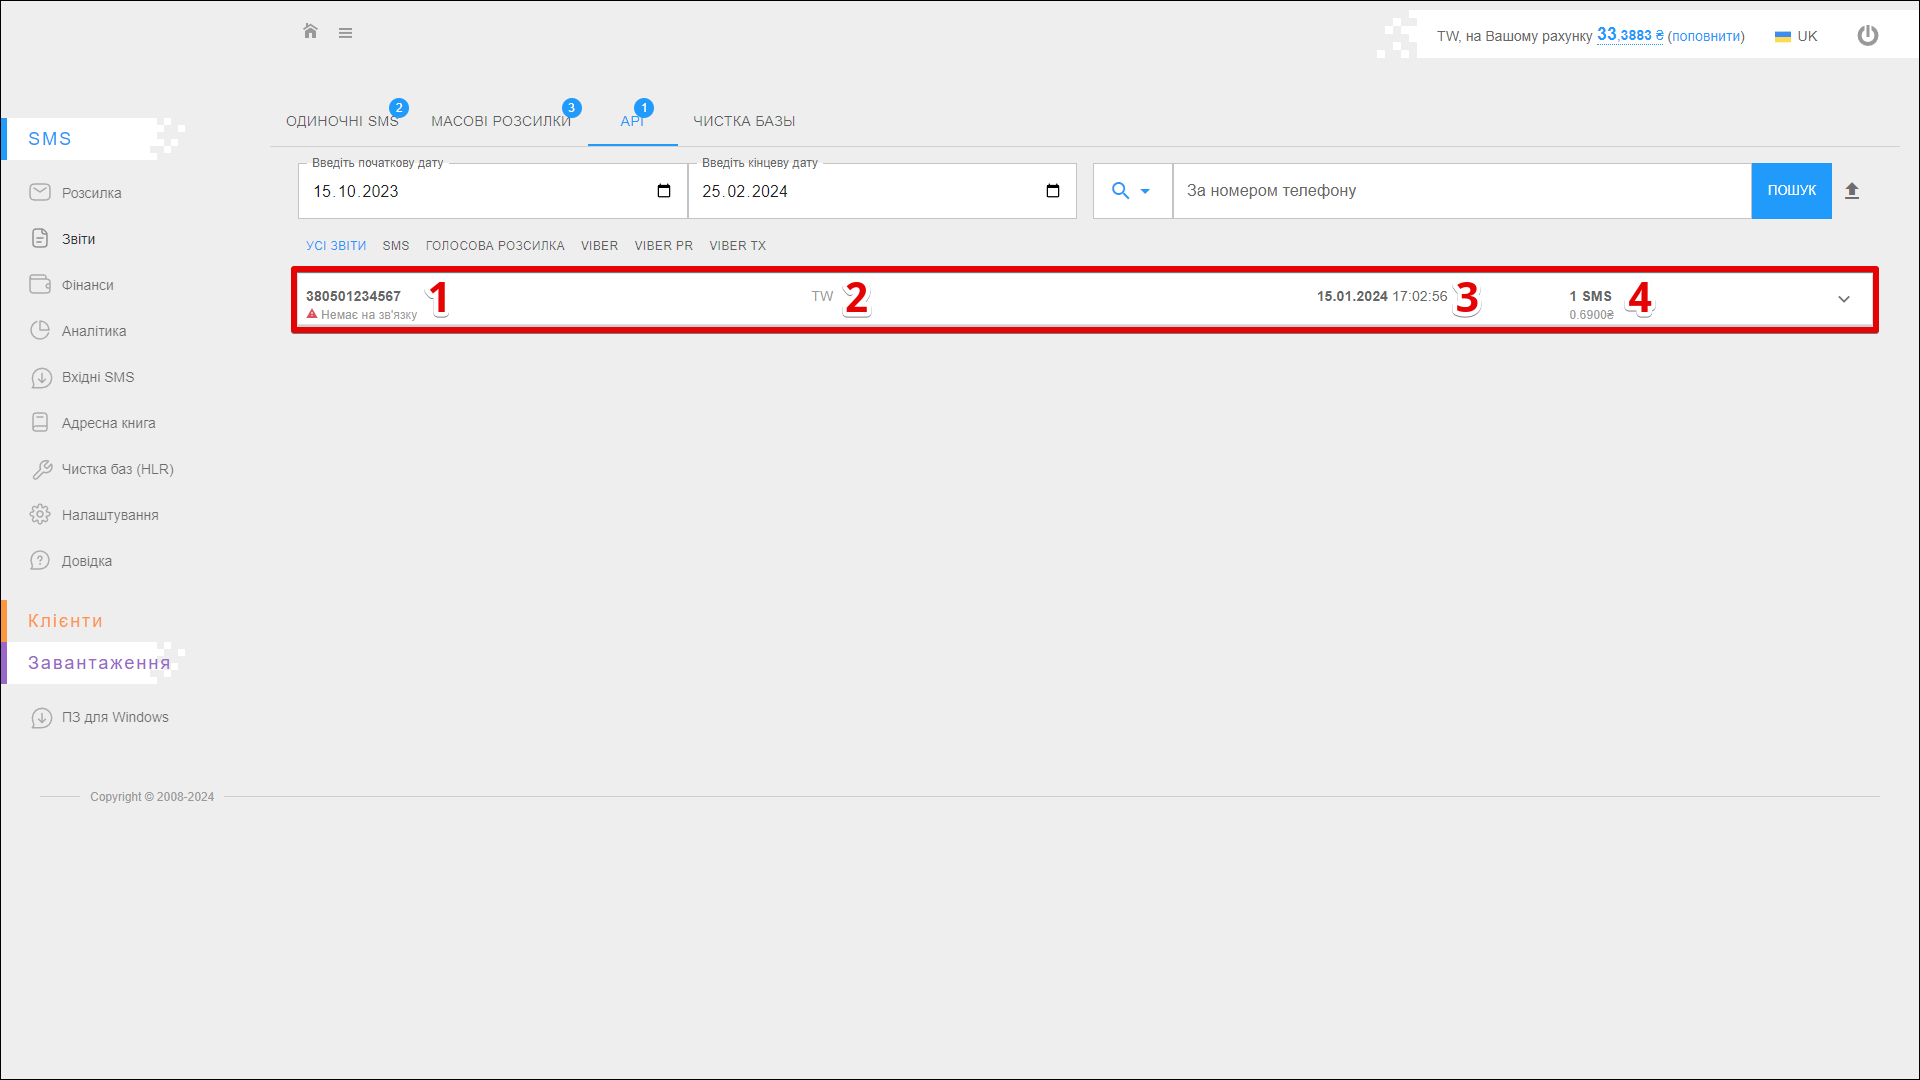 TW, на Вашому рахунку 33,3883 ₴ (поповнити)
UK
SMS
Розсилка
Звіти
Фінанси
Аналітика
Вхідні SMS
Адресна книга
Чистка баз (HLR)
Налаштування
Довідка
Клієнти
Завантаження
ПЗ для Windows
ОДИНОЧНІ SMS 2
МАСОВІ РОЗСИЛКИ 3
API 1
ЧИСТКА БАЗЫ
Введіть початкову дату
15.10.2023
Введіть кінцеву дату
25.02.2024
За номером телефону
ПОШУК
УСІ ЗВІТИ SMS ГОЛОСОВА РОЗСИЛКА VIBER VIBER PR VIBER TX
380501234567 1 TW 2 15.01.2024 17:02:56 3 1 SMS 4
Немає на зв'язку 0.6900₴
Copyright © 2008-2024